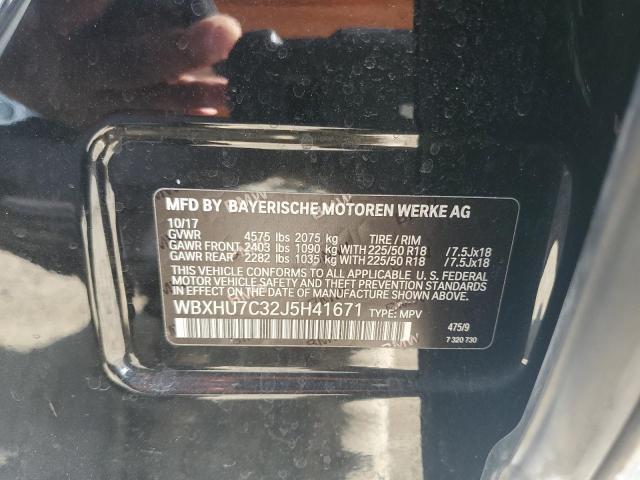 MFD BY BAYERISCHE MOTOREN WERKE AG
10/17
GVWR 4575 lbs 2075 kg TIRE / RIM
GAWR FRONT 2403 lbs 1090 kg WITH 225/50 R18 / 7.5Jx18
GAWR REAR 2282 lbs 1035 kg WITH 225/50 R18 / 7.5Jx18
THIS VEHICLE CONFORMS TO ALL APPLICABLE U. S. FEDERAL
MOTOR VEHICLE SAFETY, BUMPER AND THEFT PREVENTION
STANDARDS IN EFFECT ON THE
DATE OF MANUFACTURE SHOWN ABOVE.
WBXHU7C32J5H41671 TYPE: MPV
475/9
7 320 730